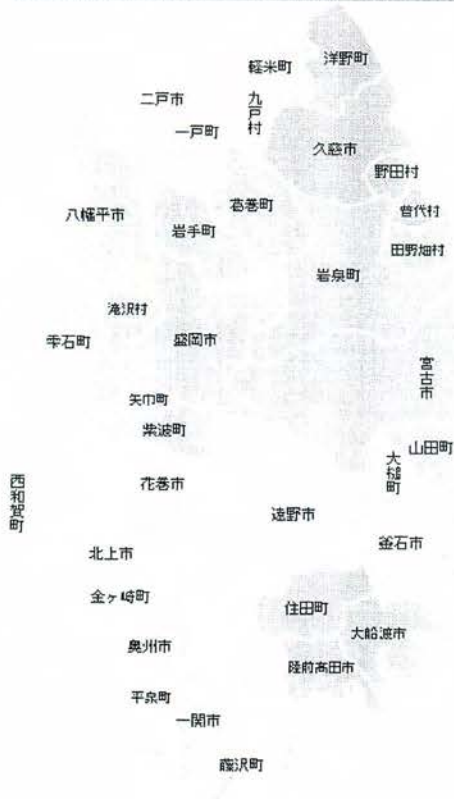 洋野町
軽米町
二戸市
九戸村
一戸町
久慈市
野田村
葛巻町
普代村
八幡平市
岩手町
田野畑村
岩泉町
滝沢村
雫石町
盛岡市
宮古市
矢巾町
紫波町
山田町
大槌町
西和賀町
花巻市
遠野市
釜石市
北上市
金ヶ崎町
住田町
大船渡市
奥州市
陸前高田市
平泉町
一関市
藤沢町